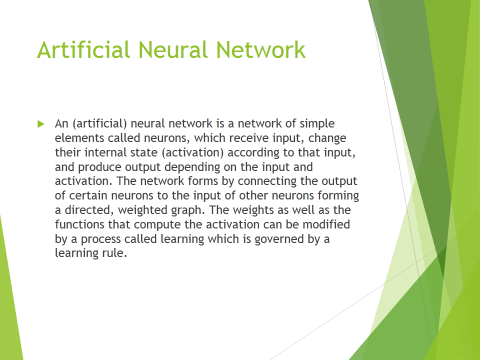 Artificial Neural Network
An (artificial) neural network is a network of simple
elements called neurons, which receive input, change
their internal state (activation) according to that input,
and produce output depending on the input and
activation. The network forms by connecting the output
of certain neurons to the input of other neurons forming
a directed, weighted graph. The weights as well as the
functions that compute the activation can be modified
by a process called learning which is governed by a
learning rule.